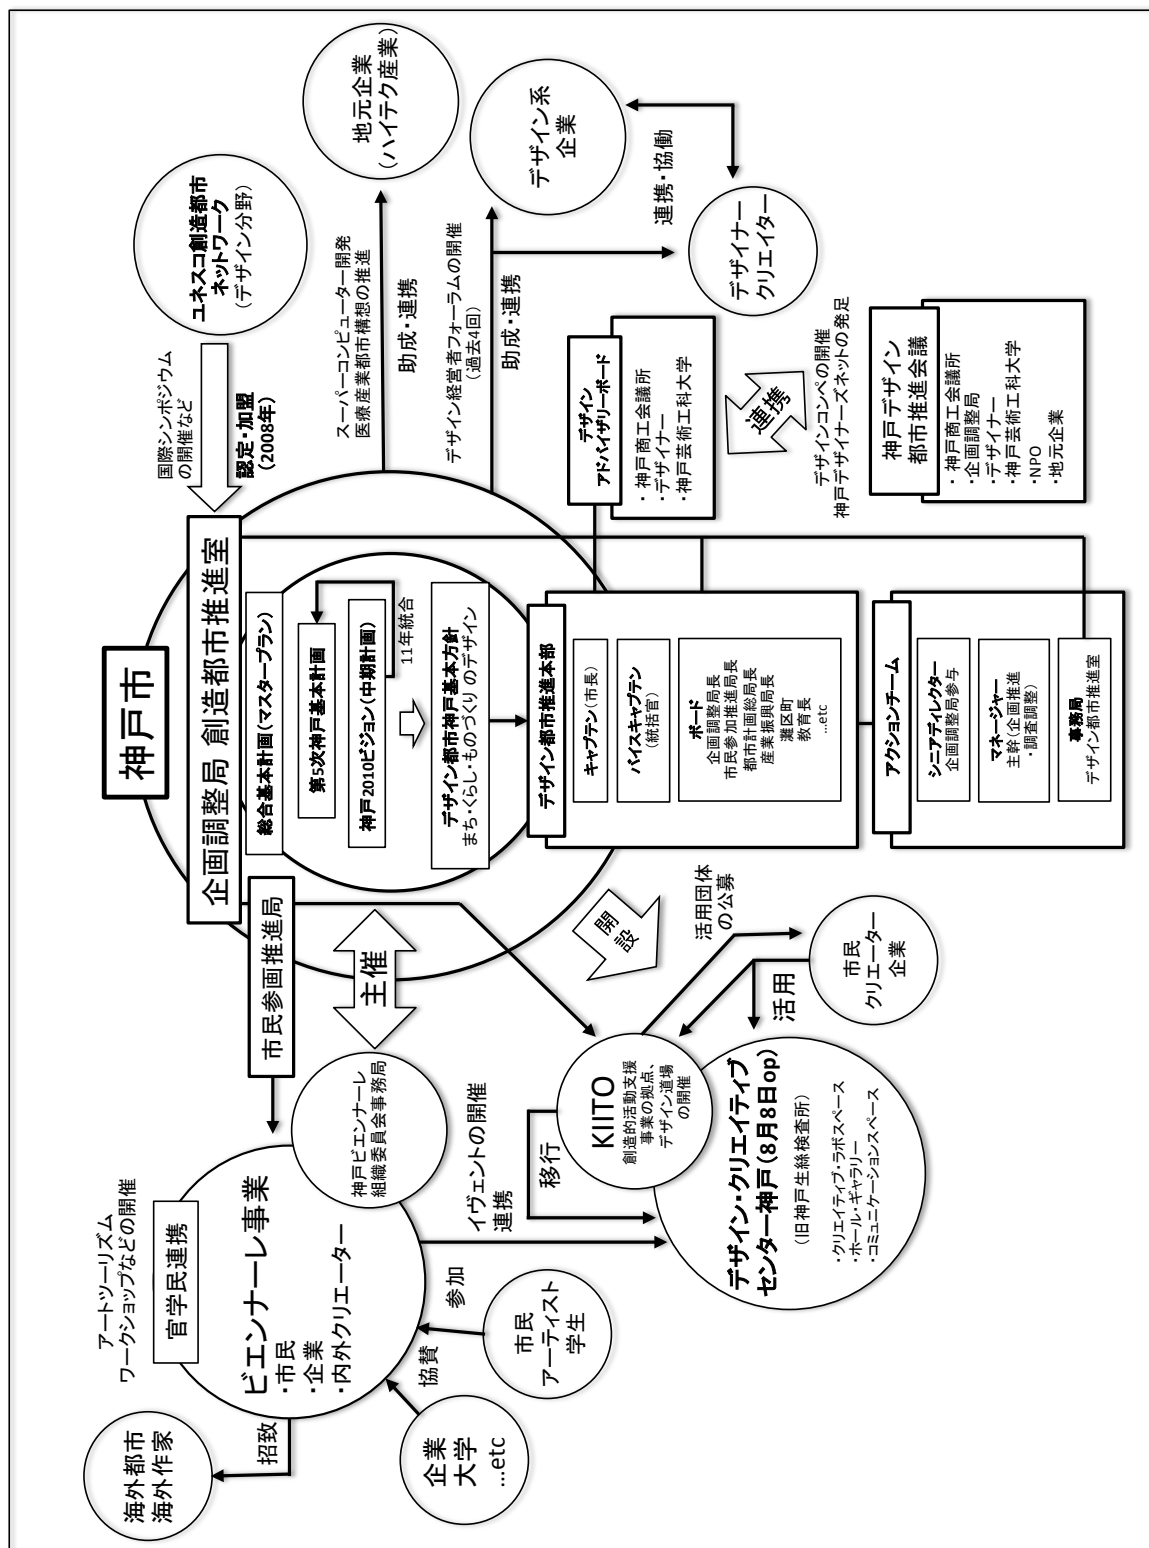 神戸市
企画調整局 創造都市推進室
総合基本計画(マスタープラン)
第5次神戸基本計画
神戸2010ビジョン(中期計画)
11年統合
デザイン都市神戸基本方針
まち・くらし・ものづくり のデザイン
市民参画推進局
アートツーリズム
ワークショップなどの開催
官学民連携
ビエンナーレ事業
・市民
・企業
・内外クリエーター
海外都市
海外作家
招致
神戸ビエンナーレ
組織委員会事務局
主催
企業
大学
…etc
協賛
参加
市民
アーティスト
学生
イヴェントの開催
連携
移行
KIITO
創造的活動支援
事業の拠点、
デザイン道場
の開催
デザイン・クリエイティブ
センター神戸(8月8日op)
(旧神戸生絲検査所)
・クリエイティブ・ラボスペース
・ホール・ギャラリー
・コミュニケーションスペース
開設
活用団体
の公募
活用
市民
クリエーター
企業
デザイン都市推進本部
キャプテン(市長)
バイスキャプテン
(統括官)
ボード
企画調整局長
市民参加推進局長
都市計画総局長
産業振興局長
灘区町
教育長
…etc
アクションチーム
シニアディレクター
企画調整局参与
マネージャー
主幹(企画推進
・調査調整)
事務局
デザイン都市推進室
国際シンポジウム
の開催など
認定・加盟
(2008年)
ユネスコ創造都市
ネットワーク
(デザイン分野)
スーパーコンピューター開発
医療産業都市構想の推進
助成・連携
地元企業
(ハイテク産業)
デザイン経営者フォーラムの開催
(過去4回)
助成・連携
デザイン系
企業
連携・協働
デザイナー
クリエイター
デザイン
アドバイザリーボード
・神戸商工会議所
・デザイナー
・神戸芸術工科大学
連携
デザインコンペの開催
神戸デザイナーズネットの発足
神戸デザイン
都市推進会議
・神戸商工会議所
・企画調整局
・デザイナー
・神戸芸術工科大学
・NPO
・地元企業